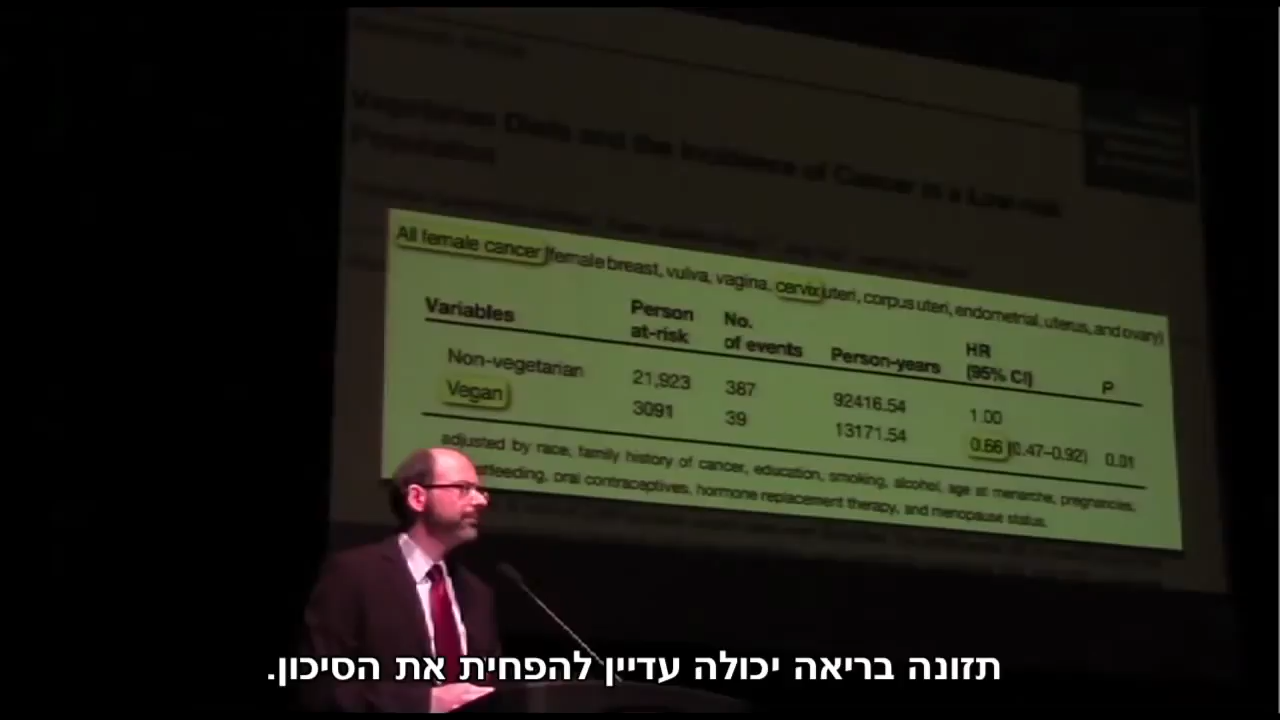 Vegetarian Diets and the Incidence of Cancer in a Low-risk
Population
All female cancer (female breast, vulva, vagina, cervix uteri, corpus uteri, endometrial, uterus, and ovary)
Variables Person at-risk No. of events Person-years HR (95% CI) P
Non-vegetarian 21,923 387 92416.54 1.00
Vegan 3091 39 13171.54 0.66 (0.47–0.92) 0.01
adjusted by race, family history of cancer, education, smoking, alcohol, age at menarche, pregnancies,
oral contraceptives, hormone replacement therapy, and menopause status.
תזונה בריאה יכולה עדיין להפחית את הסיכון.